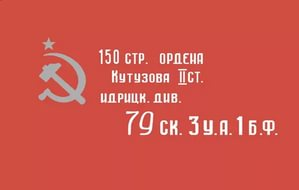 150 СТР. ОРДЕНА
КУТУЗОВА II СТ.
ИДРИЦК. ДИВ.
79 СК. 3 У. А. 1 Б. Ф.